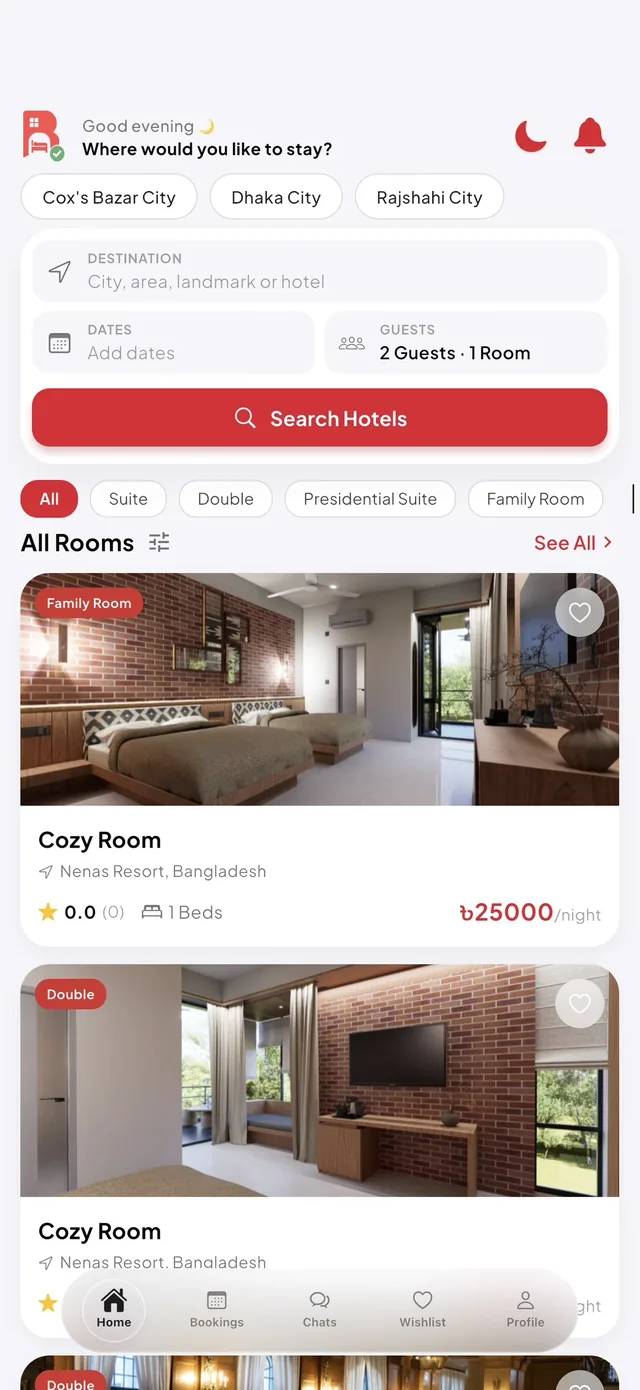 Good evening 🌙
Where would you like to stay?
Cox's Bazar City
Dhaka City
Rajshahi City
DESTINATION
City, area, landmark or hotel
DATES
Add dates
GUESTS
2 Guests · 1 Room
Search Hotels
All
Suite
Double
Presidential Suite
Family Room
All Rooms
See All
Family Room
Cozy Room
Nenas Resort, Bangladesh
0.0 (0)
1 Beds
৳25000/night
Double
Cozy Room
Nenas Resort, Bangladesh
Home
Bookings
Chats
Wishlist
Profile
Double